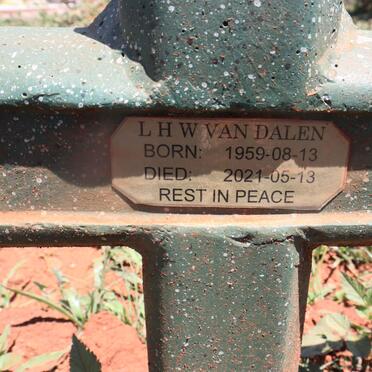 L H W VAN DALEN
BORN: 1959-08-13
DIED: 2021-05-13
REST IN PEACE